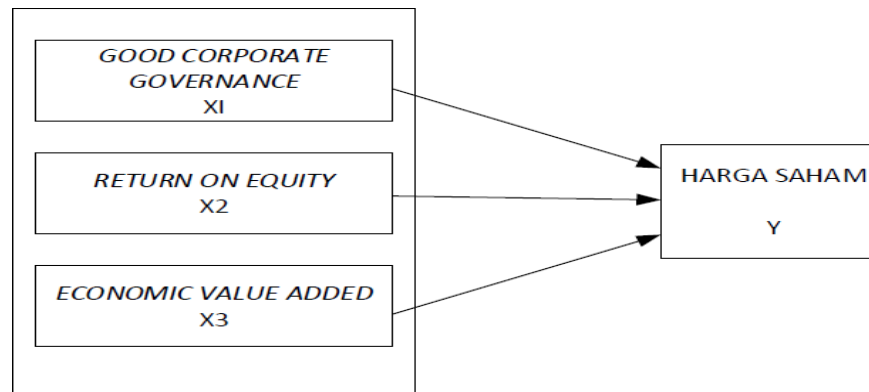 GOOD CORPORATE
GOVERNANCE
XI
RETURN ON EQUITY
X2
ECONOMIC VALUE ADDED
X3
HARGA SAHAM
Y